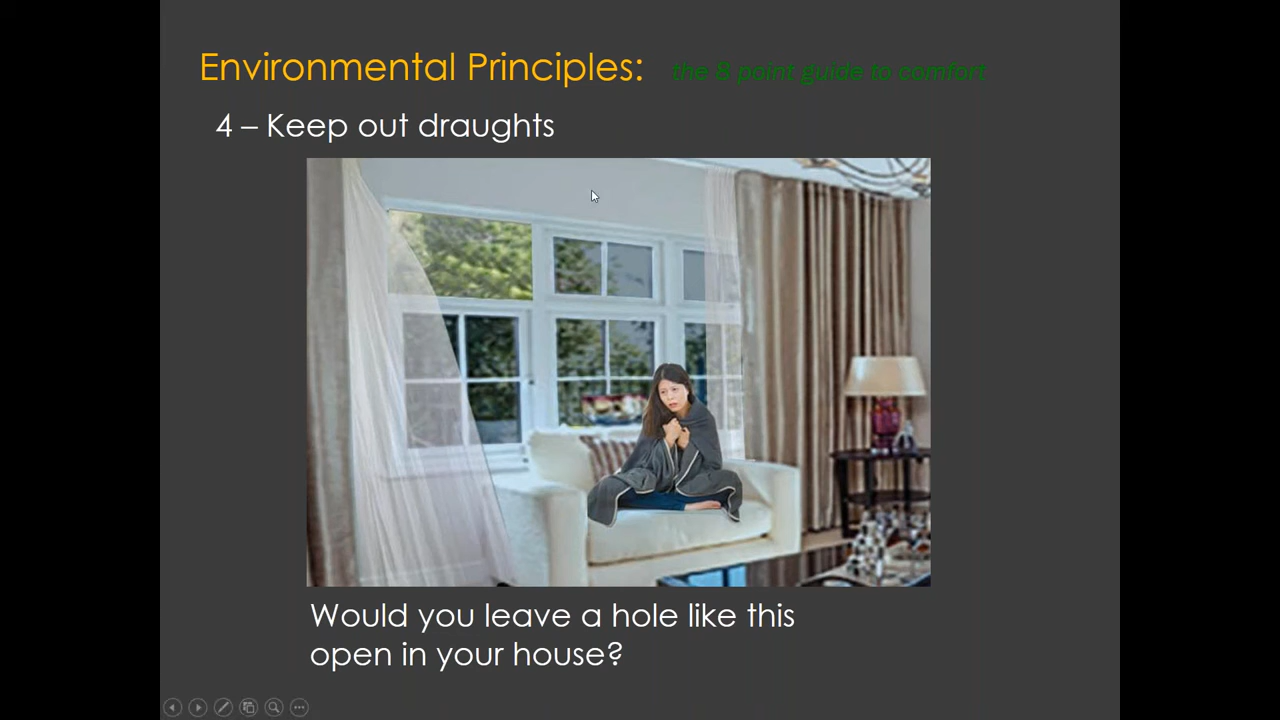 Environmental Principles: the 8 point guide to comfort
4 – Keep out draughts
Would you leave a hole like this
open in your house?